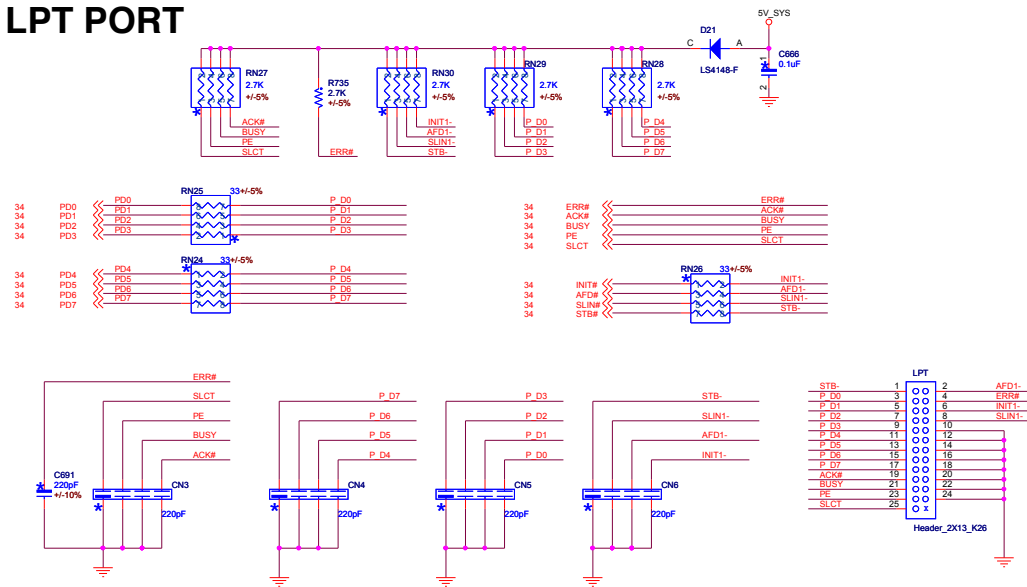 LPT PORT
5V_SYS
D21
C A
LS4148-F
C666
0.1uF
1
2
RN27
2.7K
+/-5%
R735
2.7K
+/-5%
RN30
2.7K
+/-5%
RN29
2.7K
+/-5%
RN28
2.7K
+/-5%
ACK#
BUSY
PE
SLCT
ERR#
INIT1-
AFD1-
SLIN1-
STB-
P_D0
P_D1
P_D2
P_D3
P_D4
P_D5
P_D6
P_D7
RN25 33+/-5%
34 PD0 PD0 P_D0
34 PD1 PD1 P_D1
34 PD2 PD2 P_D2
34 PD3 PD3 P_D3
RN24 33+/-5%
34 PD4 PD4 P_D4
34 PD5 PD5 P_D5
34 PD6 PD6 P_D6
34 PD7 PD7 P_D7
34 ERR# ERR#
34 ACK# ACK#
34 BUSY BUSY
34 PE PE
34 SLCT SLCT
RN26 33+/-5%
34 INIT# INIT1-
34 AFD# AFD1-
34 SLIN# SLIN1-
34 STB# STB-
ERR#
SLCT
PE
BUSY
ACK#
C691
220pF
+/-10%
CN3
220pF
P_D7
P_D6
P_D5
P_D4
CN4
220pF
P_D3
P_D2
P_D1
P_D0
CN5
220pF
STB-
SLIN1-
AFD1-
INIT1-
CN6
220pF
LPT
STB- 1 2 AFD1-
P_D0 3 4 ERR#
P_D1 5 6 INIT1-
P_D2 7 8 SLIN1-
P_D3 9 10
P_D4 11 12
P_D5 13 14
P_D6 15 16
P_D7 17 18
ACK# 19 20
BUSY 21 22
PE 23 24
SLCT 25 x
Header_2X13_K26